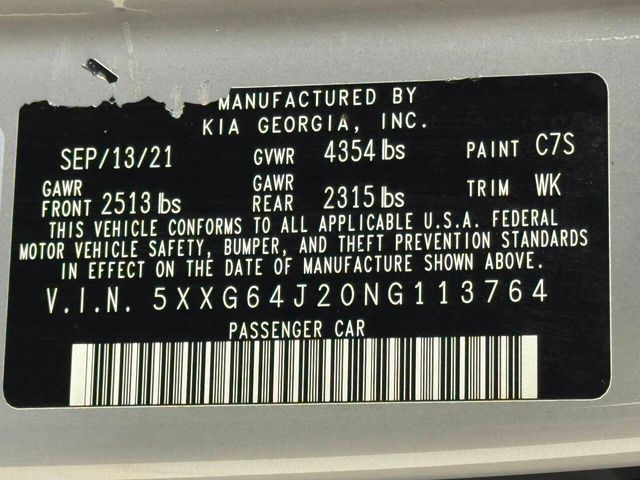 MANUFACTURED BY
KIA GEORGIA, INC.
SEP/13/21 GVWR 4354 lbs PAINT C7S
GAWR FRONT 2513 lbs GAWR REAR 2315 lbs TRIM WK
THIS VEHICLE CONFORMS TO ALL APPLICABLE U.S.A. FEDERAL
MOTOR VEHICLE SAFETY, BUMPER, AND THEFT PREVENTION STANDARDS
IN EFFECT ON THE DATE OF MANUFACTURE SHOWN ABOVE.
V.I.N. 5XXG64J20NG113764
PASSENGER CAR